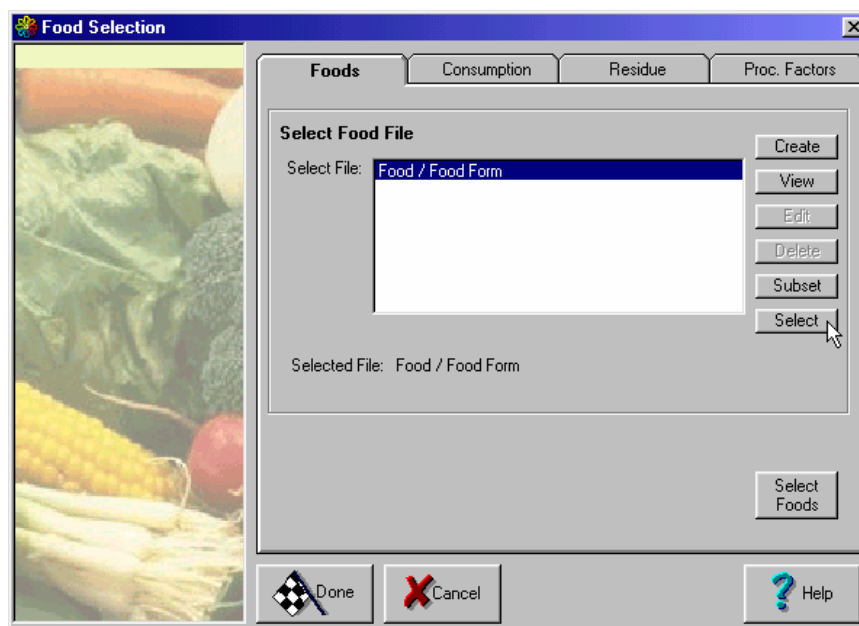 Food Selection
Foods
Consumption
Residue
Proc. Factors
Select Food File
Select File:
Food / Food Form
Create
View
Edit
Delete
Subset
Select
Selected File: Food / Food Form
Select
Foods
Done
Cancel
? Help